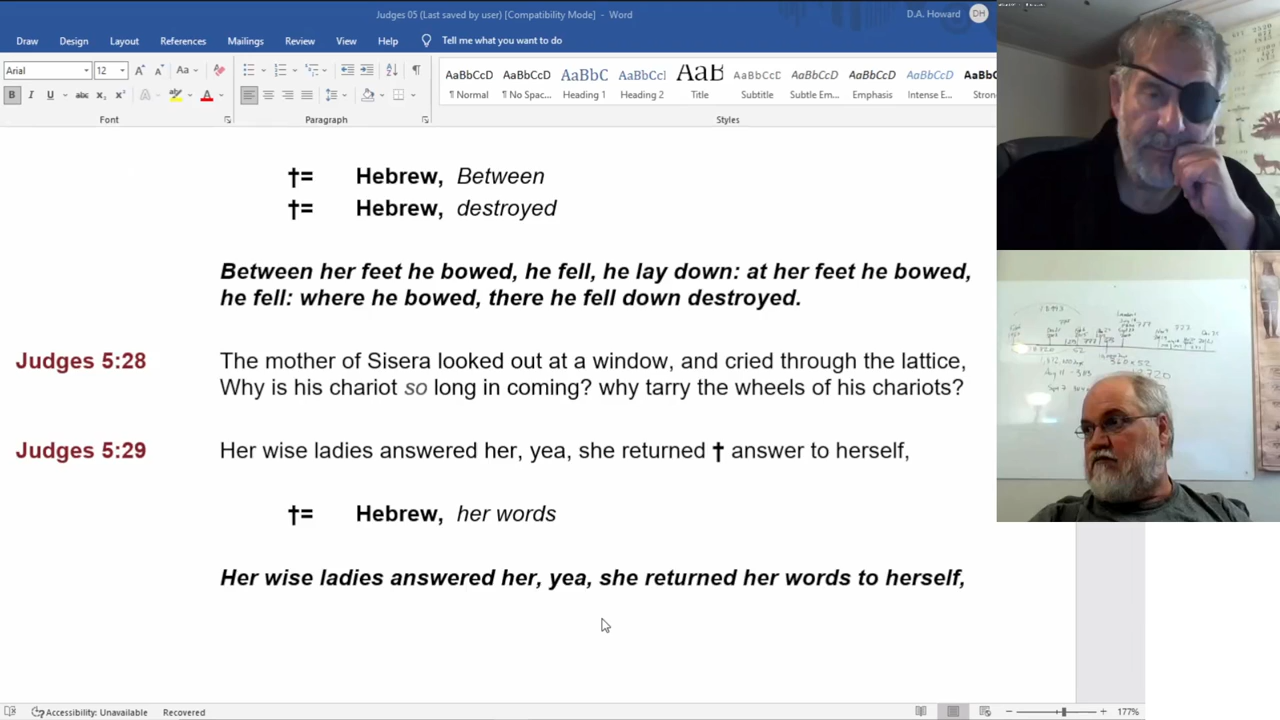 Judges 05 (Last saved by user) [Compatibility Mode] - Word
D.A. Howard DH
Draw Design Layout References Mailings Review View Help Tell me what you want to do
Arial 12 Aa
AaBbCcD AaBbCcD AaBbC AaBbCcI AaB AaBbCcD AaBbCcD AaBbCcD AaBbCcD AaBbC
¶ Normal ¶ No Spac... Heading 1 Heading 2 Title Subtitle Subtle Em... Emphasis Intense E... Stron
Font Paragraph Styles
†= Hebrew, Between
†= Hebrew, destroyed
Between her feet he bowed, he fell, he lay down: at her feet he bowed,
he fell: where he bowed, there he fell down destroyed.
Judges 5:28 The mother of Sisera looked out at a window, and cried through the lattice,
Why is his chariot so long in coming? why tarry the wheels of his chariots?
Judges 5:29 Her wise ladies answered her, yea, she returned † answer to herself,
†= Hebrew, her words
Her wise ladies answered her, yea, she returned her words to herself,
Accessibility: Unavailable Recovered 177%
360 x 52